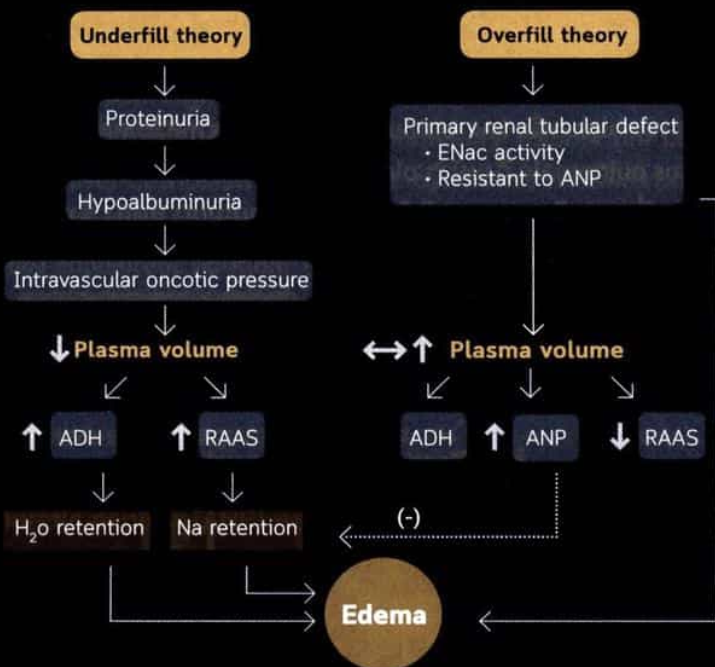 Underfill theory
Proteinuria
Hypoalbuminuria
Intravascular oncotic pressure
↓ Plasma volume
↑ ADH
↑ RAAS
H₂o retention
Na retention
Overfill theory
Primary renal tubular defect
· ENac activity
· Resistant to ANP
↔↑ Plasma volume
ADH
↑ ANP
↓ RAAS
(-)
Edema